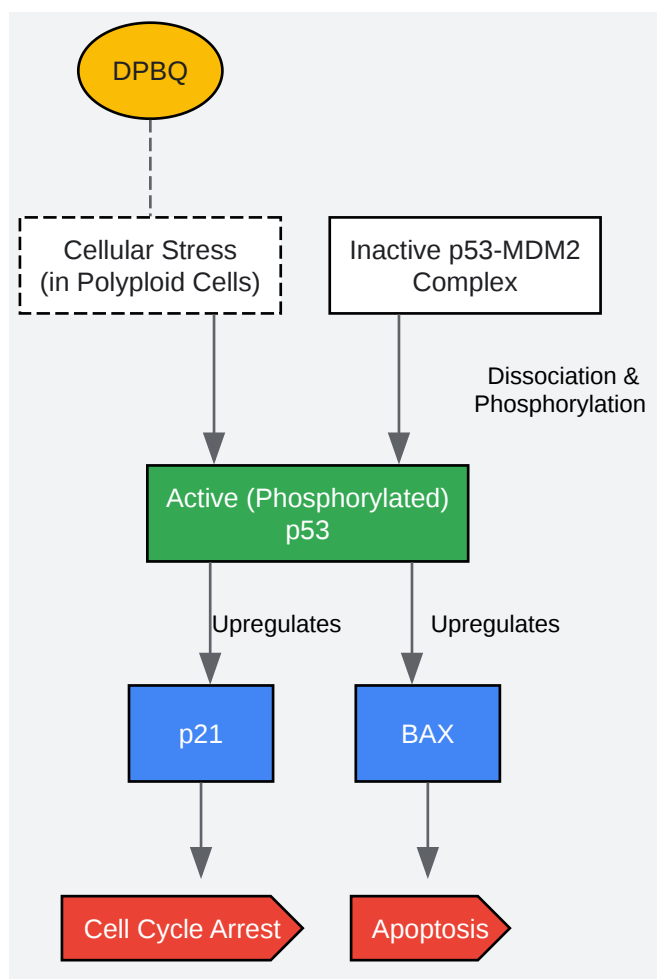 DPBQ
Cellular Stress
(in Polyploid Cells)
Inactive p53-MDM2
Complex
Dissociation &
Phosphorylation
Active (Phosphorylated)
p53
Upregulates
Upregulates
p21
BAX
Cell Cycle Arrest
Apoptosis